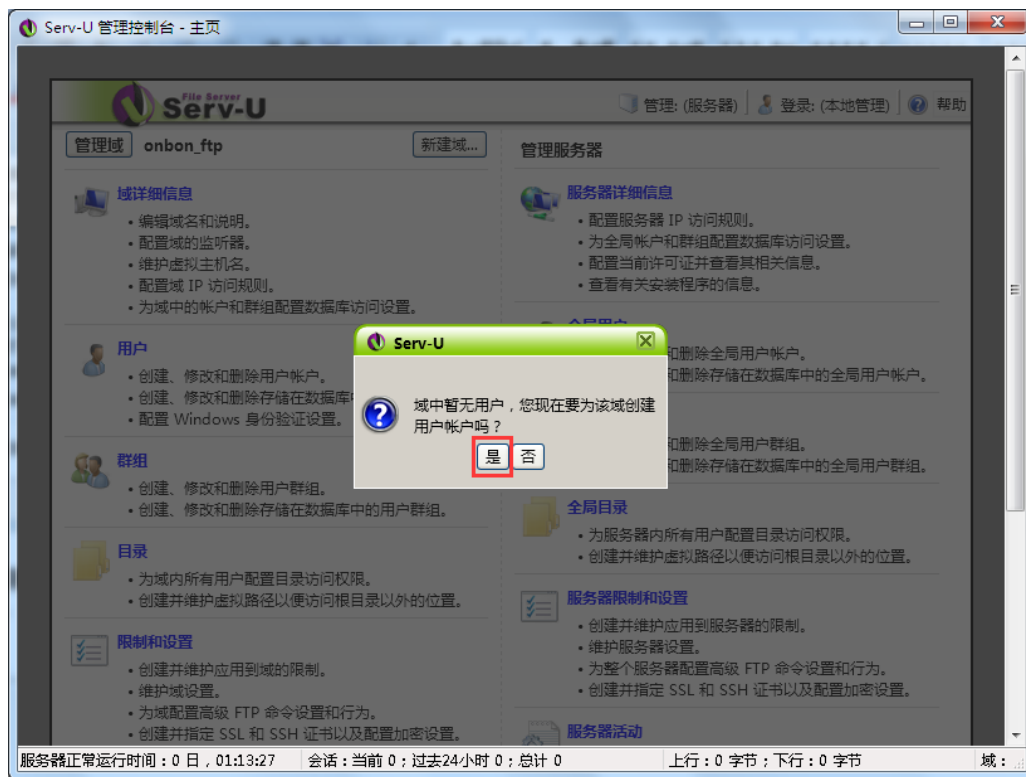 Serv-U 管理控制台 - 主页
File Server
Serv-U
管理: (服务器)
登录: (本地管理)
帮助
管理域
onbon_ftp
新建域...
域详细信息
• 编辑域名和说明。
• 配置域的监听器。
• 维护虚拟主机名。
• 配置域 IP 访问规则。
• 为域中的帐户和群组配置数据库访问设置。
用户
• 创建、修改和删除用户帐户。
• 创建、修改和删除存储在数据库
• 配置 Windows 身份验证设置。
群组
• 创建、修改和删除用户群组。
• 创建、修改和删除存储在数据库中的用户群组。
目录
• 为域内所有用户配置目录访问权限。
• 创建并维护虚拟路径以便访问根目录以外的位置。
限制和设置
• 创建并维护应用到域的限制。
• 维护域设置。
• 为域配置高级 FTP 命令设置和行为。
• 创建并指定 SSL 和 SSH 证书以及配置加密设置。
管理服务器
服务器详细信息
• 配置服务器 IP 访问规则。
• 为全局帐户和群组配置数据库访问设置。
• 配置当前许可证并查看其相关信息。
• 查看有关安装程序的信息。
全局用户
和删除全局用户帐户。
和删除存储在数据库中的全局用户帐户。
和删除全局用户群组。
和删除存储在数据库中的全局用户群组。
全局目录
• 为服务器内所有用户配置目录访问权限。
• 创建并维护虚拟路径以便访问根目录以外的位置。
服务器限制和设置
• 创建并维护应用到服务器的限制。
• 维护服务器设置。
• 为整个服务器配置高级 FTP 命令设置和行为。
• 创建并指定 SSL 和 SSH 证书以及配置加密设置。
服务器活动
Serv-U
域中暂无用户，您现在要为该域创建
用户帐户吗？
是
否
服务器正常运行时间：0 日，01:13:27
会话：当前 0；过去24小时 0；总计 0
上行：0 字节；下行：0 字节
域：